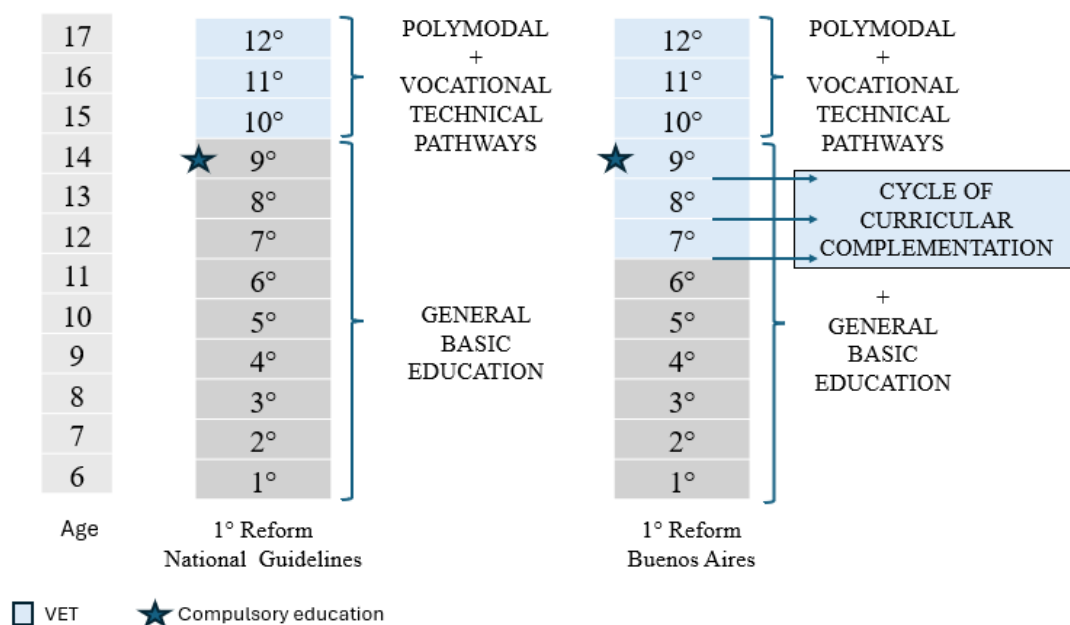 17
16
15
14
13
12
11
10
9
8
7
6
Age
12°
11°
10°
9°
8°
7°
6°
5°
4°
3°
2°
1°
1° Reform
National Guidelines
POLYMODAL
+
VOCATIONAL
TECHNICAL
PATHWAYS
GENERAL
BASIC
EDUCATION
12°
11°
10°
9°
8°
7°
6°
5°
4°
3°
2°
1°
1° Reform
Buenos Aires
POLYMODAL
+
VOCATIONAL
TECHNICAL
PATHWAYS
CYCLE OF
CURRICULAR
COMPLEMENTATION
+
GENERAL
BASIC
EDUCATION
VET
Compulsory education